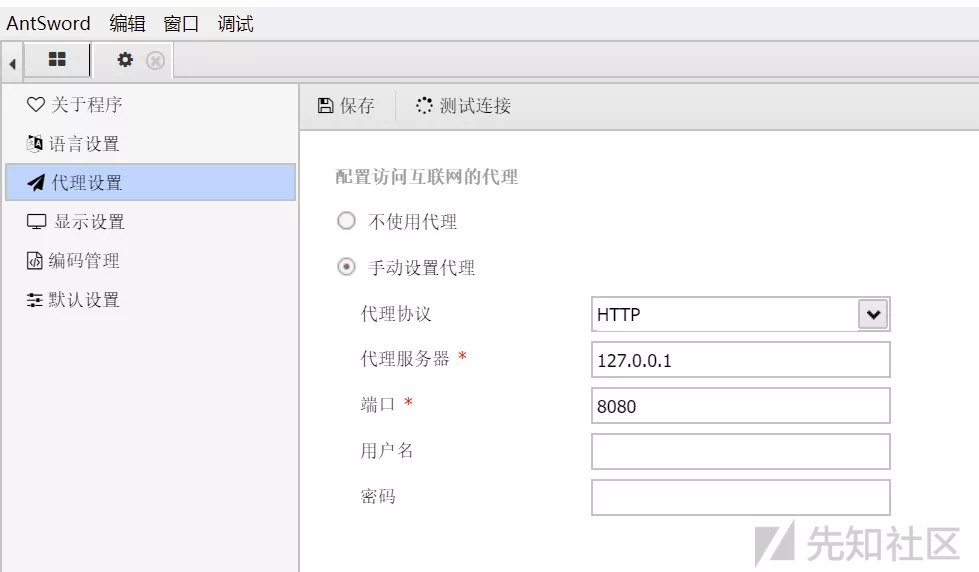 AntSword 编辑 窗口 调试
关于程序
语言设置
代理设置
显示设置
编码管理
默认设置
保存 测试连接
配置访问互联网的代理
不使用代理
手动设置代理
代理协议 HTTP
代理服务器 * 127.0.0.1
端口 * 8080
用户名
密码
先知社区